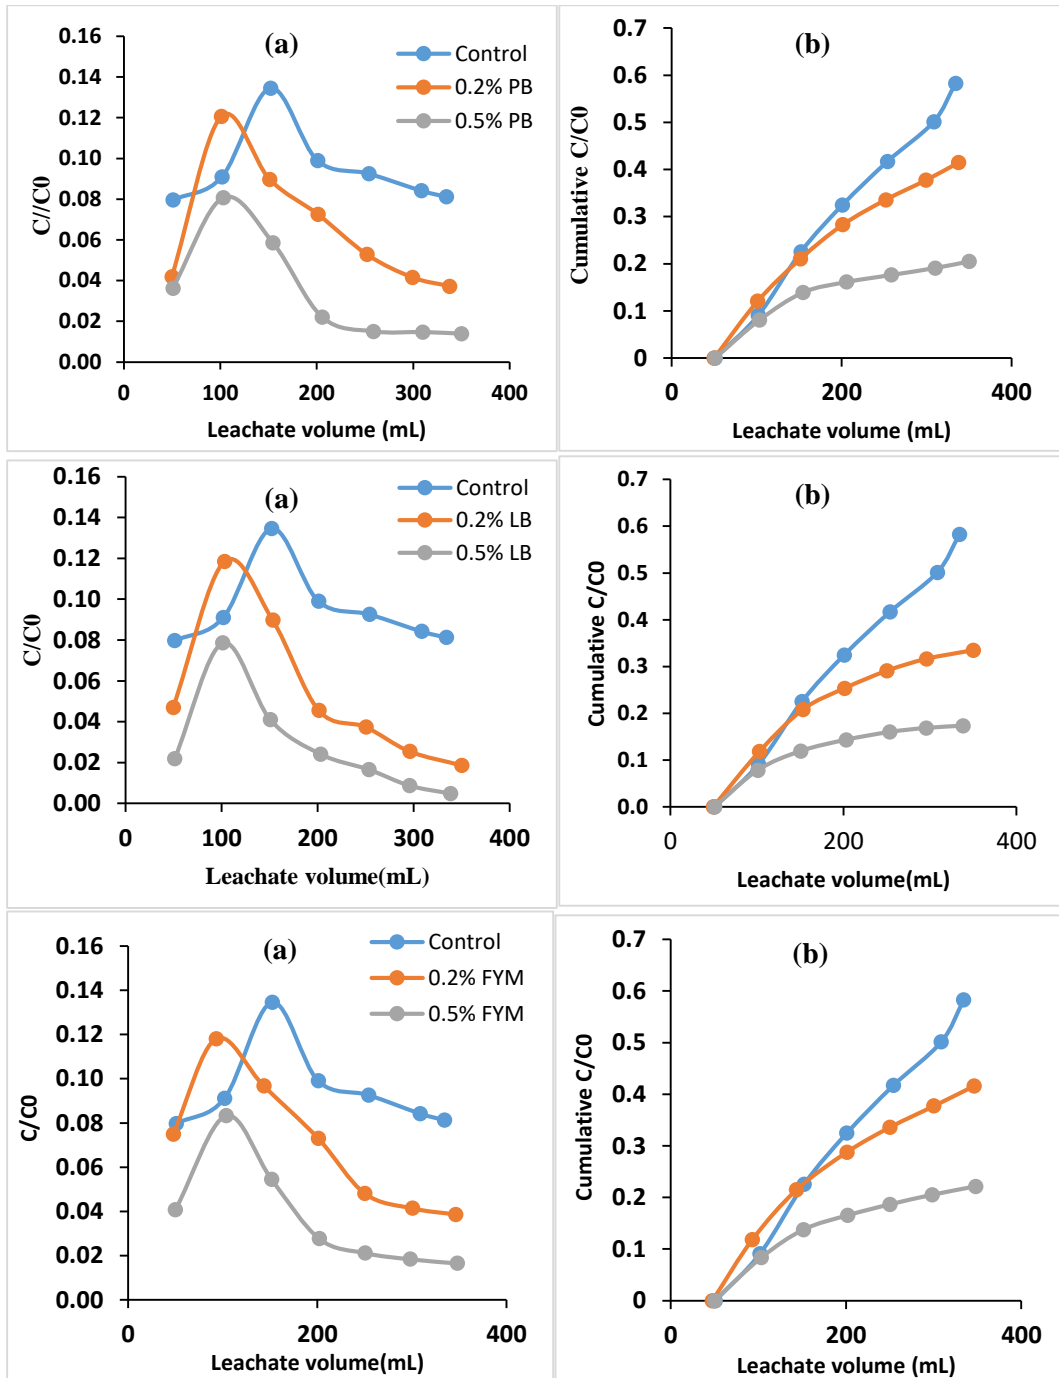 (a)
Control
0.2% PB
0.5% PB
0.16
0.14
0.12
0.10
0.08
0.06
0.04
0.02
0.00
0 100 200 300 400
C//C0
Leachate volume (mL)
(b)
0.7
0.6
0.5
0.4
0.3
0.2
0.1
0
0 200 400
Cumulative C/C0
Leachate volume (mL)
(a)
Control
0.2% LB
0.5% LB
0.16
0.14
0.12
0.10
0.08
0.06
0.04
0.02
0.00
0 100 200 300 400
C/C0
Leachate volume(mL)
(b)
0.7
0.6
0.5
0.4
0.3
0.2
0.1
0.0
0 200 400
Cumulative C/C0
Leachate volume(mL)
(a)
Control
0.2% FYM
0.5% FYM
0.16
0.14
0.12
0.10
0.08
0.06
0.04
0.02
0.00
0 200 400
C/C0
Leachate volume(mL)
(b)
0.7
0.6
0.5
0.4
0.3
0.2
0.1
0
0 200 400
Cumulative C/C0
Leachate volume(mL)